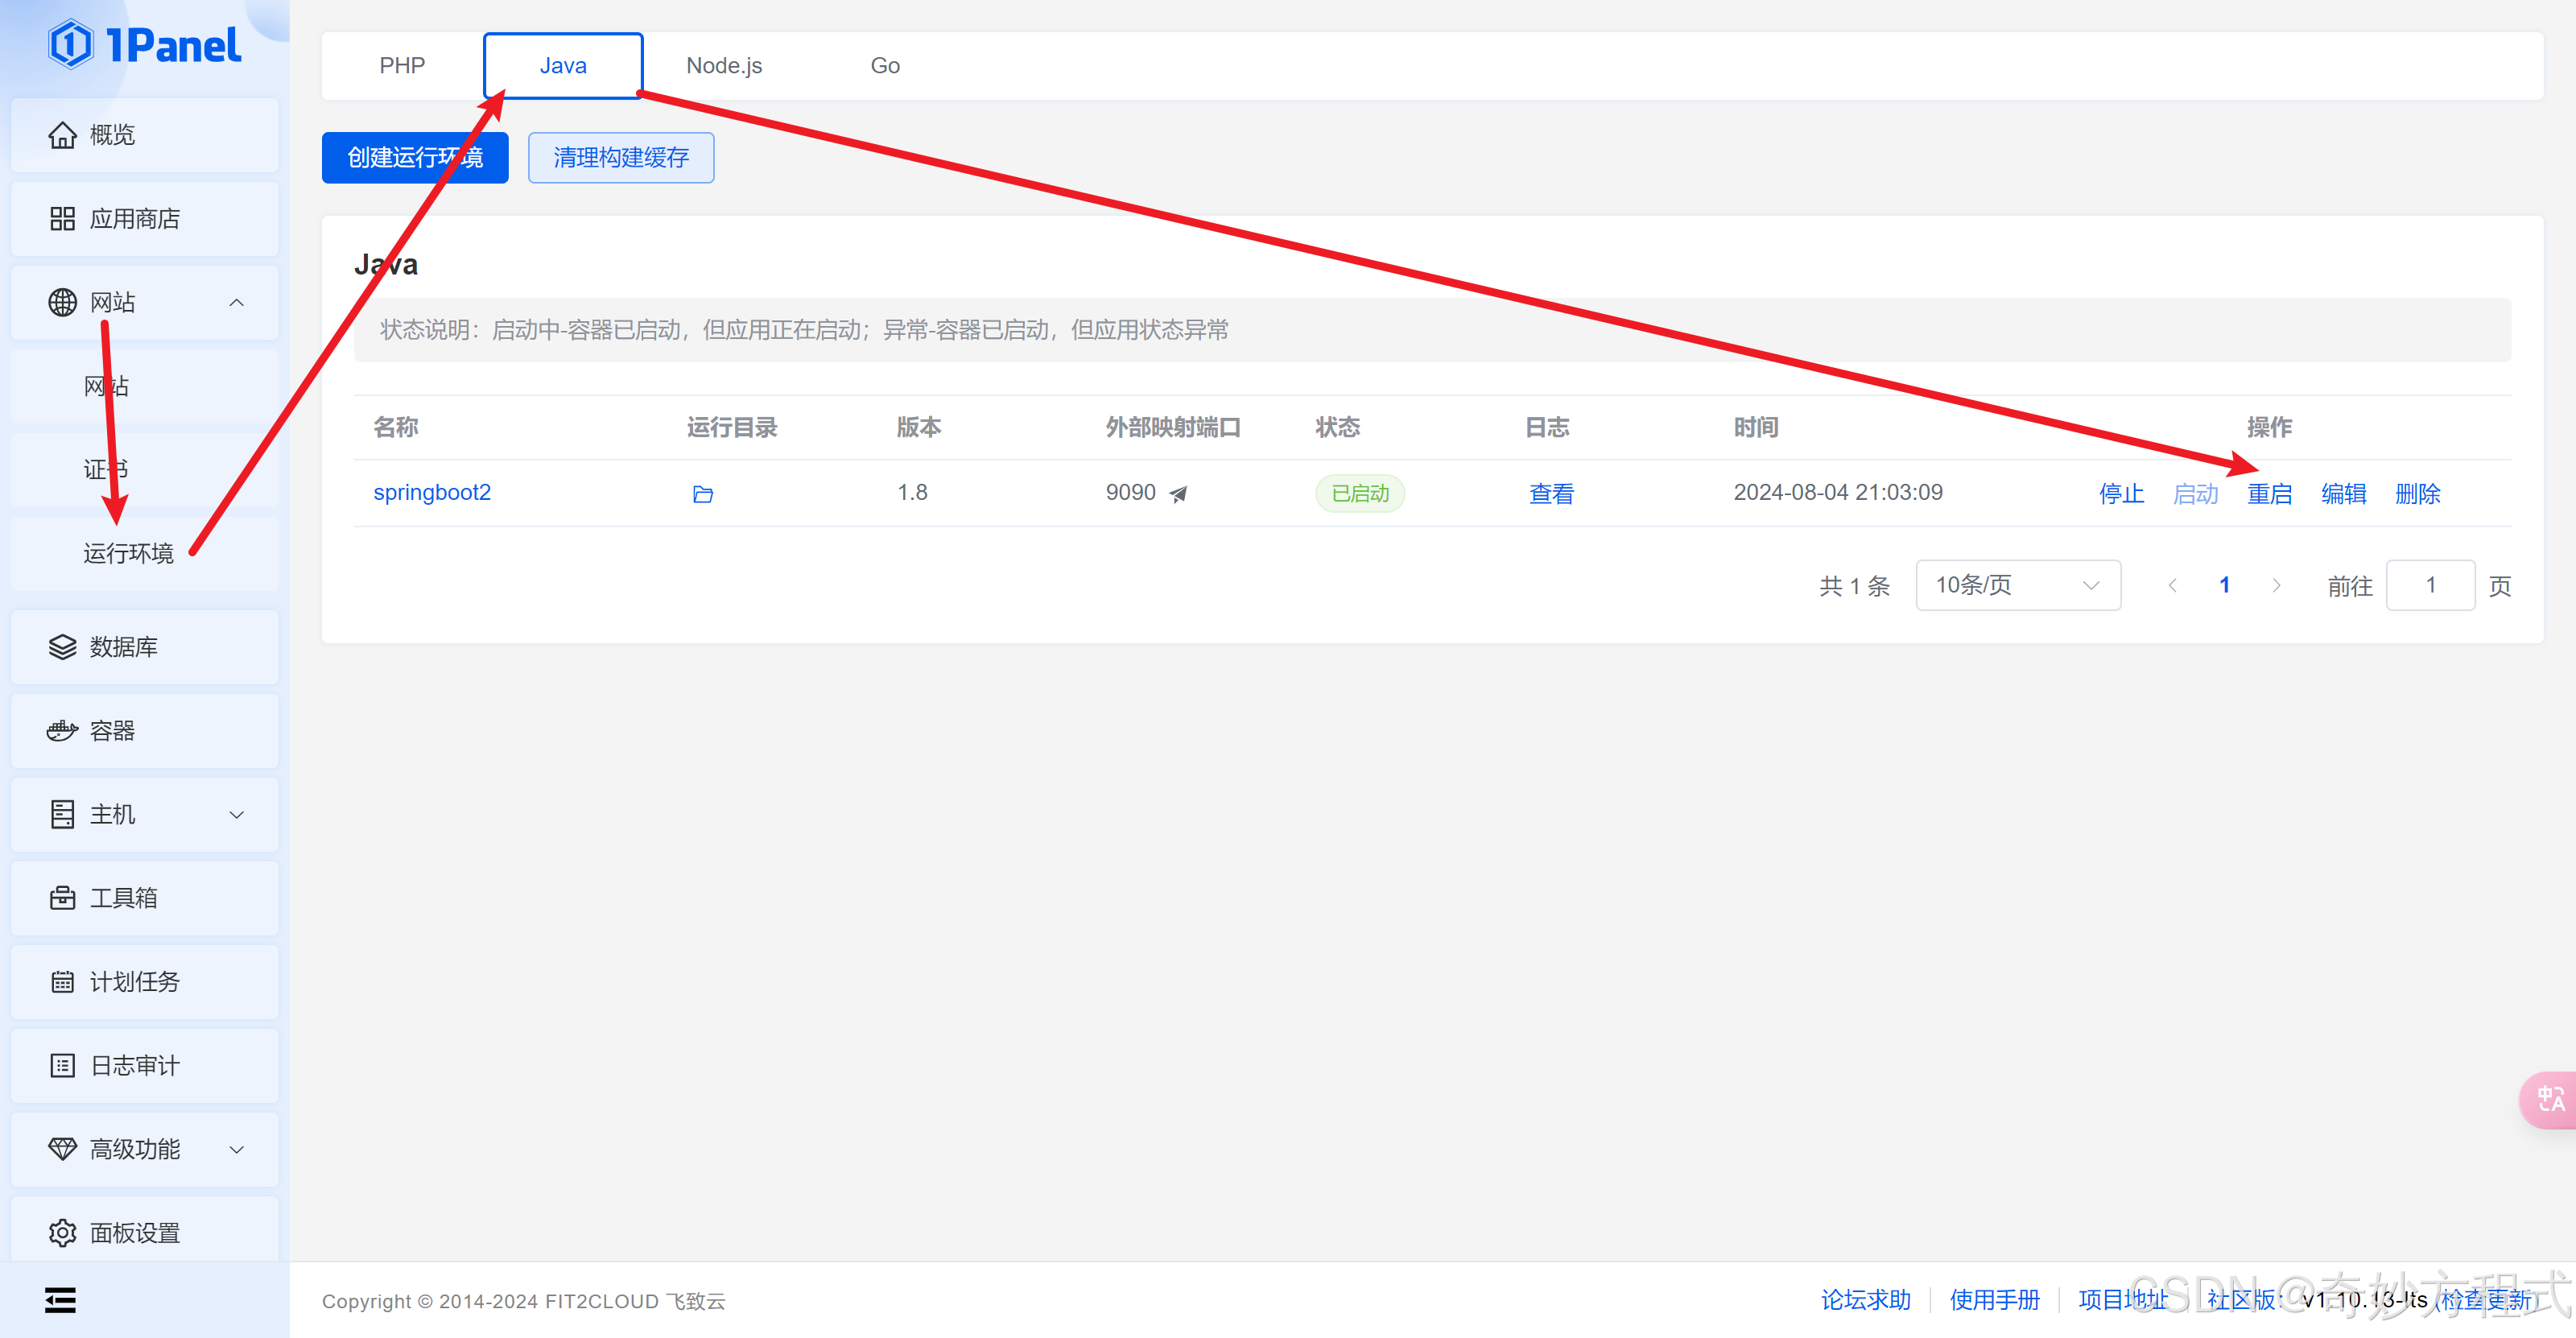 1Panel
概览
应用商店
网站
网站
证书
运行环境
数据库
容器
主机
工具箱
计划任务
日志审计
高级功能
面板设置
PHP Java Node.js Go
创建运行环境 清理构建缓存
Java
状态说明：启动中-容器已启动，但应用正在启动；异常-容器已启动，但应用状态异常
名称 运行目录 版本 外部映射端口 状态 日志 时间 操作
springboot2 1.8 9090 已启动 查看 2024-08-04 21:03:09 停止 启动 重启 编辑 删除
共 1 条 10条/页 1 前往 1 页
中A
Copyright © 2014-2024 FIT2CLOUD 飞致云
论坛求助 使用手册 项目地址 社区版： v1.10.13-lts (检查更新)
CSDN @奇妙方程式